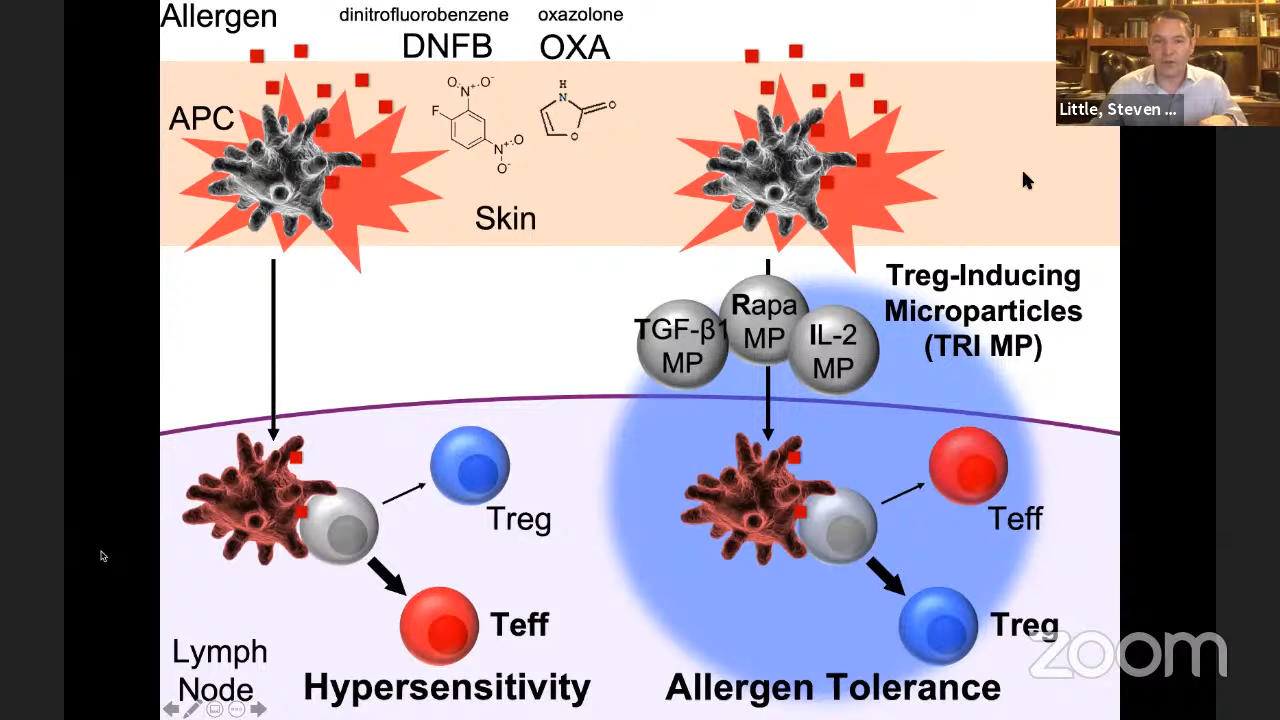 Allergen
dinitrofluorobenzene
DNFB
oxazolone
OXA
Little, Steven ...
APC
F
N
O
O⁻
N
O
O⁻
H
N
O
O
Skin
Treg-Inducing
Microparticles
(TRI MP)
TGF-β1
MP
Rapa
MP
IL-2
MP
Treg
Teff
Teff
Treg
Lymph
Node
Hypersensitivity
Allergen Tolerance
zoom